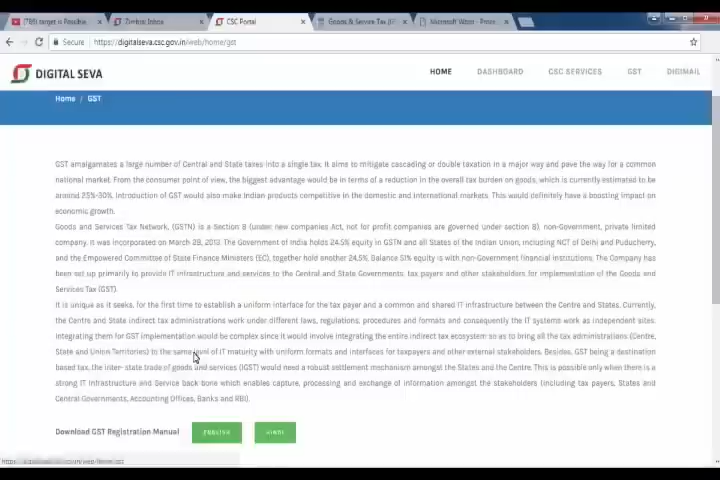 (785) target is Possible
Zimbra: Inbox
CSC Portal
Goods & Service-Tax (GST
Microsoft Word - Proce
Secure
https://digitalseva.csc.gov.in/web/home/gst
DIGITAL SEVA
HOME
DASHBOARD
CSC SERVICES
GST
DIGIMAIL
Home / GST
GST amalgamates a large number of Central and State taxes into a single tax. It aims to mitigate cascading or double taxation in a major way and pave the way for a common
national market. From the consumer point of view, the biggest advantage would be in terms of a reduction in the overall tax burden on goods, which is currently estimated to be
around 25%-30%. Introduction of GST would also make Indian products competitive in the domestic and international markets. This would definitely have a boosting impact on
economic growth.
Goods and Services Tax Network, (GSTN) is a Section 8 (under new companies Act, not for profit companies are governed under section 8), non-Government, private limited
company. It was incorporated on March 28, 2013. The Government of India holds 24.5% equity in GSTN and all States of the Indian Union, including NCT of Delhi and Puducherry,
and the Empowered Committee of State Finance Ministers (EC), together hold another 24.5%. Balance 51% equity is with non-Government financial institutions. The Company has
been set up primarily to provide IT infrastructure and services to the Central and State Governments, tax payers and other stakeholders for implementation of the Goods and
Services Tax (GST).
It is unique as it seeks, for the first time to establish a uniform interface for the tax payer and a common and shared IT infrastructure between the Centre and States. Currently,
the Centre and State indirect tax administrations work under different laws, regulations, procedures and formats and consequently the IT systems work as independent sites.
Integrating them for GST implementation would be complex since it would involve integrating the entire indirect tax ecosystem so as to bring all the tax administrations (Centre,
State and Union Territories) to the same level of IT maturity with uniform formats and interfaces for taxpayers and other external stakeholders. Besides, GST being a destination
based tax, the inter- state trade of goods and services (IGST) would need a robust settlement mechanism amongst the States and the Centre. This is possible only when there is a
strong IT Infrastructure and Service back bone which enables capture, processing and exchange of information amongst the stakeholders (including tax payers, States and
Central Governments, Accounting Offices, Banks and RBI).
Download GST Registration Manual
ENGLISH
HINDI